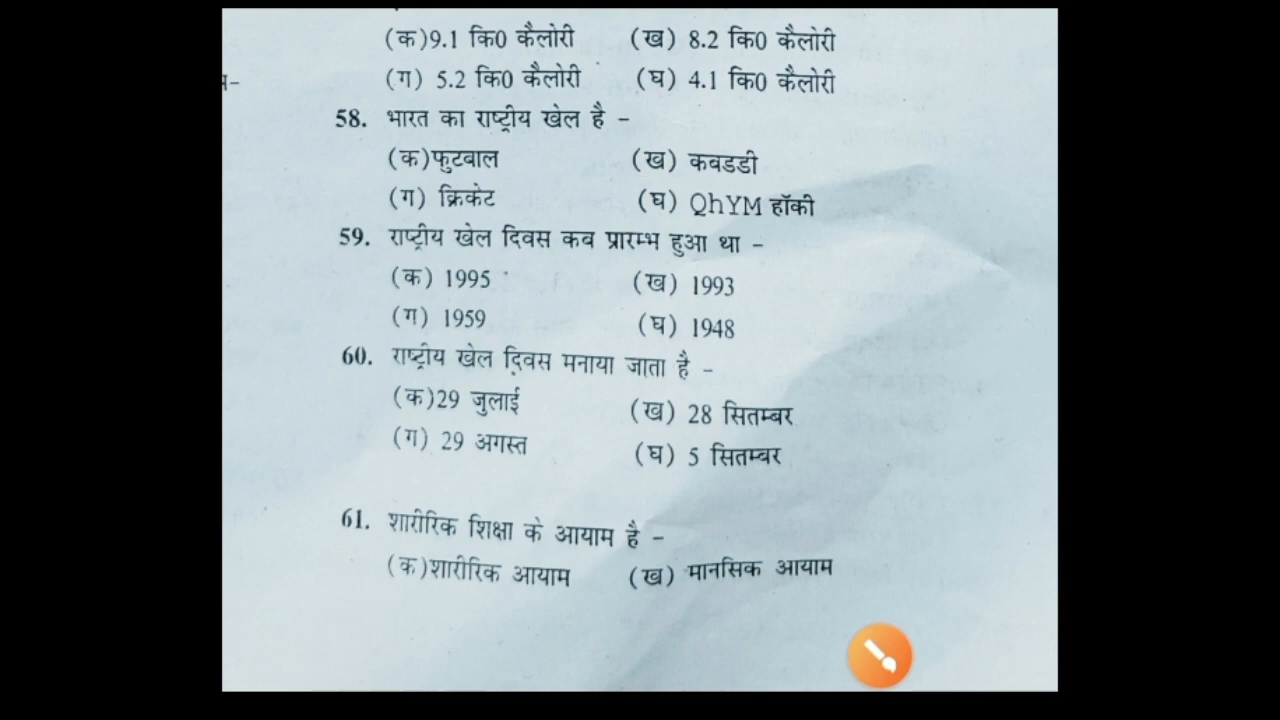 (क)9.1 कि0 कैलोरी (ख) 8.2 कि0 कैलोरी
(ग) 5.2 कि0 कैलोरी (घ) 4.1 कि0 कैलोरी
58. भारत का राष्ट्रीय खेल है -
(क)फुटबाल (ख) कबडडी
(ग) क्रिकेट (घ) QhYM हॉकी
59. राष्ट्रीय खेल दिवस कब प्रारम्भ हुआ था -
(क) 1995 (ख) 1993
(ग) 1959 (घ) 1948
60. राष्ट्रीय खेल दिवस मनाया जाता है -
(क)29 जुलाई (ख) 28 सितम्बर
(ग) 29 अगस्त (घ) 5 सितम्बर
61. शारीरिक शिक्षा के आयाम है -
(क)शारीरिक आयाम (ख) मानसिक आयाम